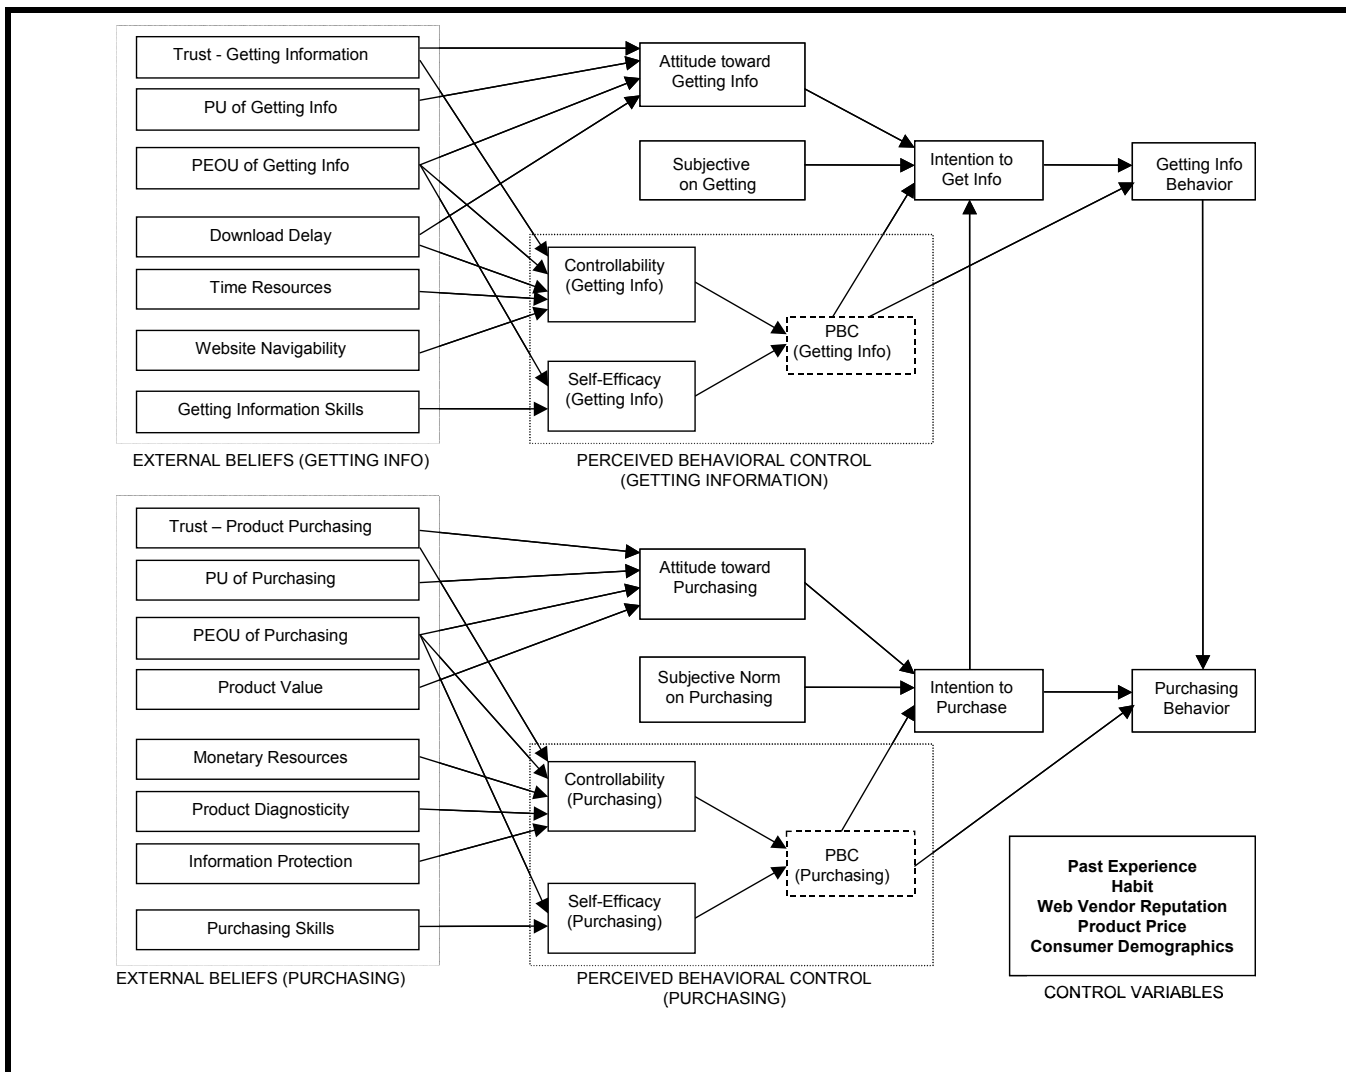 Trust - Getting Information
PU of Getting Info
PEOU of Getting Info
Download Delay
Time Resources
Website Navigability
Getting Information Skills
EXTERNAL BELIEFS (GETTING INFO)
Attitude toward
Getting Info
Subjective
on Getting
Controllability
(Getting Info)
Self-Efficacy
(Getting Info)
PBC
(Getting Info)
PERCEIVED BEHAVIORAL CONTROL
(GETTING INFORMATION)
Intention to
Get Info
Getting Info
Behavior
Trust – Product Purchasing
PU of Purchasing
PEOU of Purchasing
Product Value
Monetary Resources
Product Diagnosticity
Information Protection
Purchasing Skills
EXTERNAL BELIEFS (PURCHASING)
Attitude toward
Purchasing
Subjective Norm
on Purchasing
Controllability
(Purchasing)
Self-Efficacy
(Purchasing)
PBC
(Purchasing)
PERCEIVED BEHAVIORAL CONTROL
(PURCHASING)
Intention to
Purchase
Purchasing
Behavior
Past Experience
Habit
Web Vendor Reputation
Product Price
Consumer Demographics
CONTROL VARIABLES